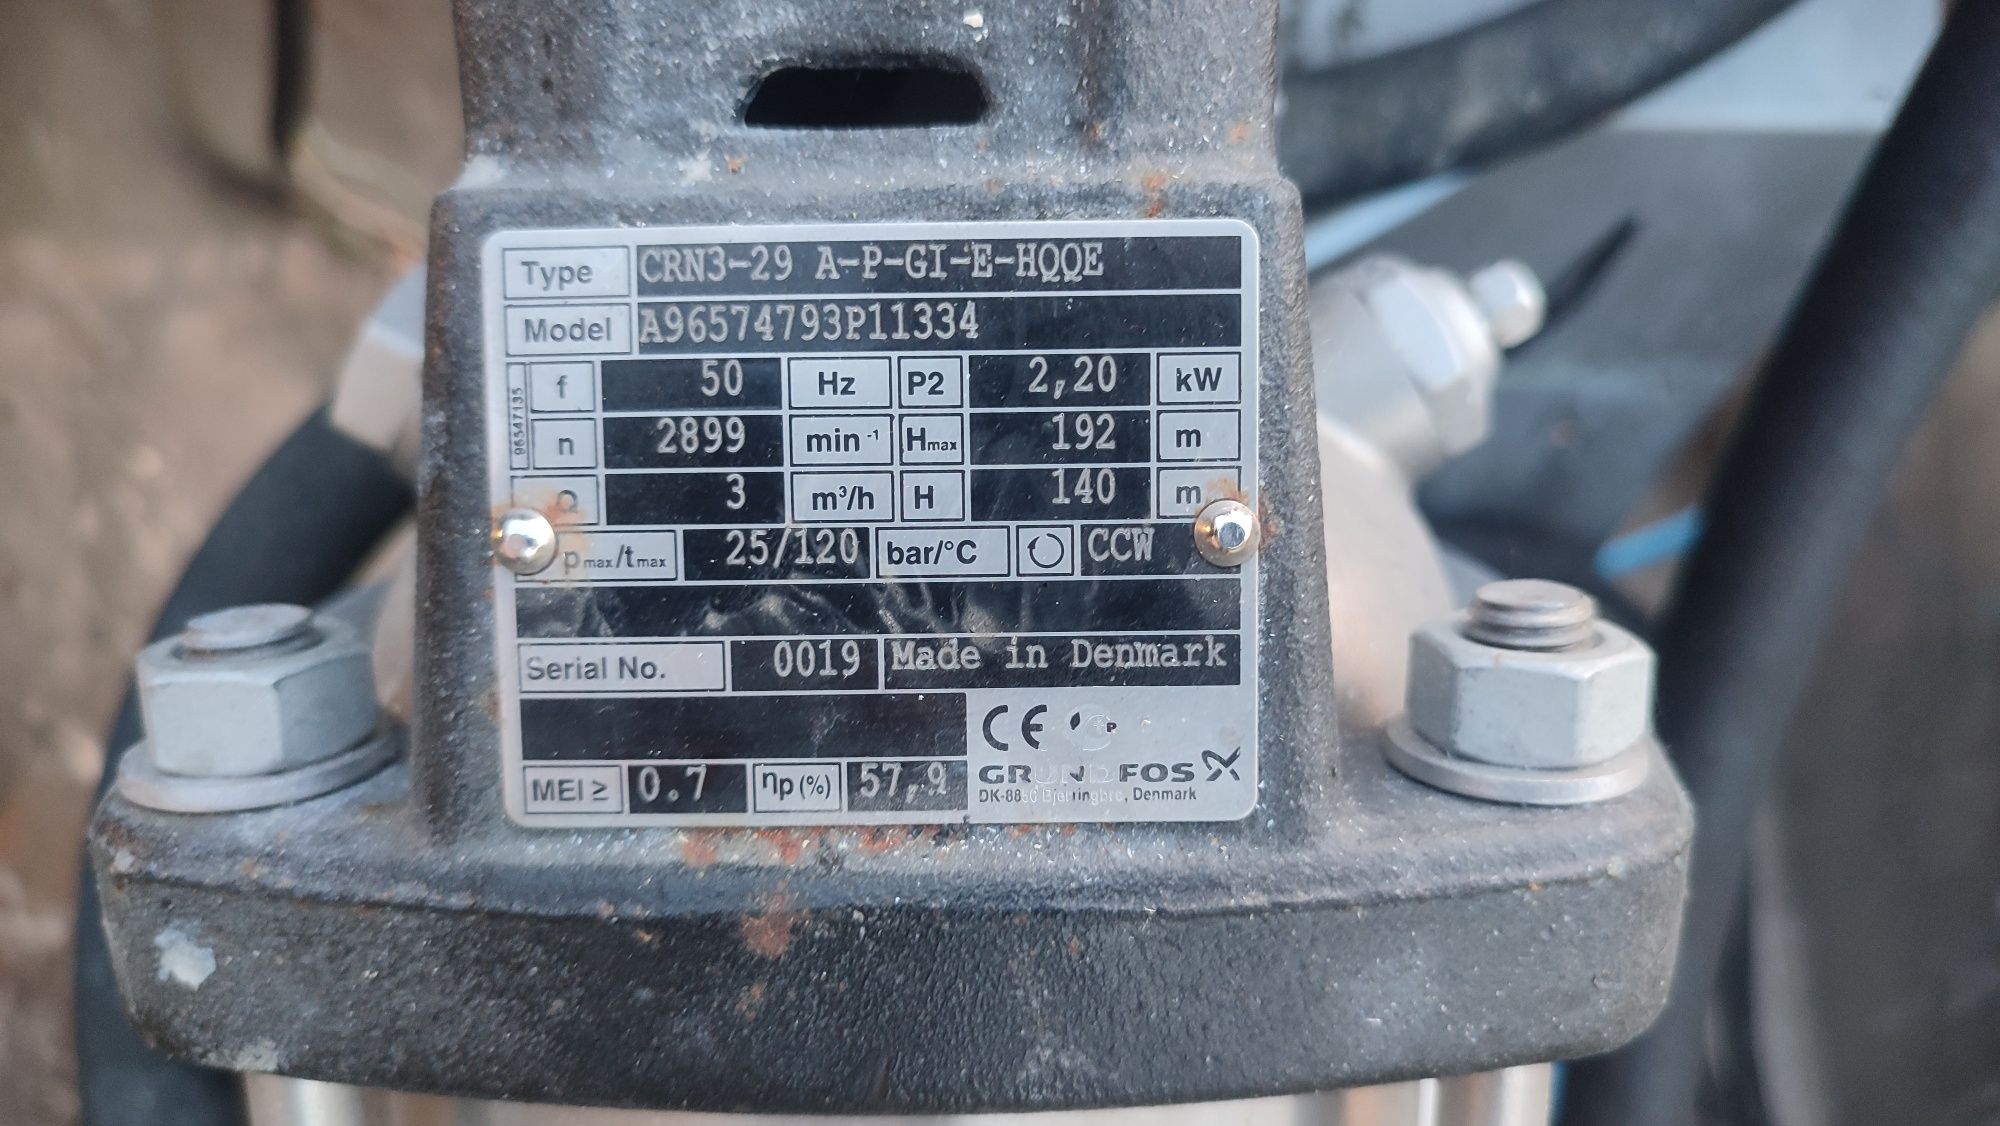 Type CRN3-29 A-P-GI-E-HQQE
Model A96574793P11334
96547135
f 50 Hz P2 2,20 kW
n 2899 min -1 Hmax 192 m
Q 3 m³/h H 140 m
pmax/tmax 25/120 bar/°C CCW
Serial No. 0019 Made in Denmark
CE P
MEI ≥ 0.7 ηp (%) 57,9
GRUNDFOS X
DK-8850 Bjerringbro, Denmark